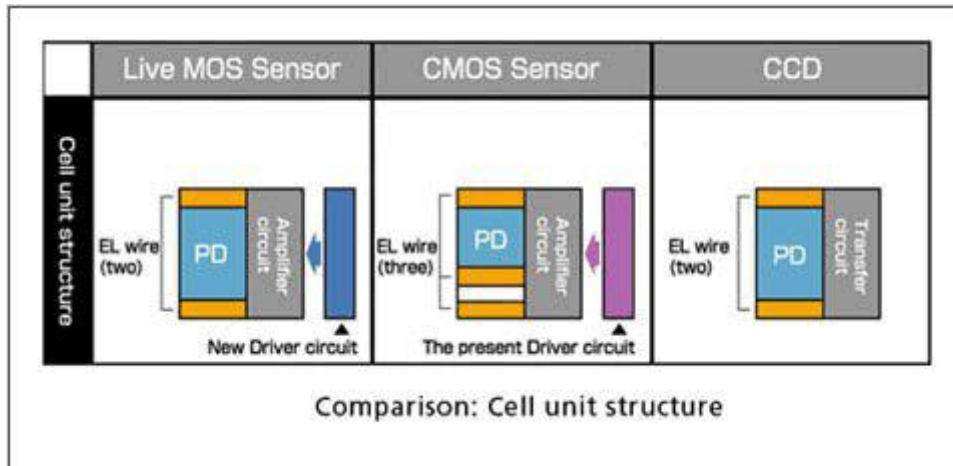 Live MOS Sensor
CMOS Sensor
CCD
Cell unit structure
EL wire
(two)
PD
Amplifier
circuit
New Driver circuit
EL wire
(three)
PD
Amplifier
circuit
The present Driver circuit
EL wire
(two)
PD
Transfer
circuit
Comparison: Cell unit structure